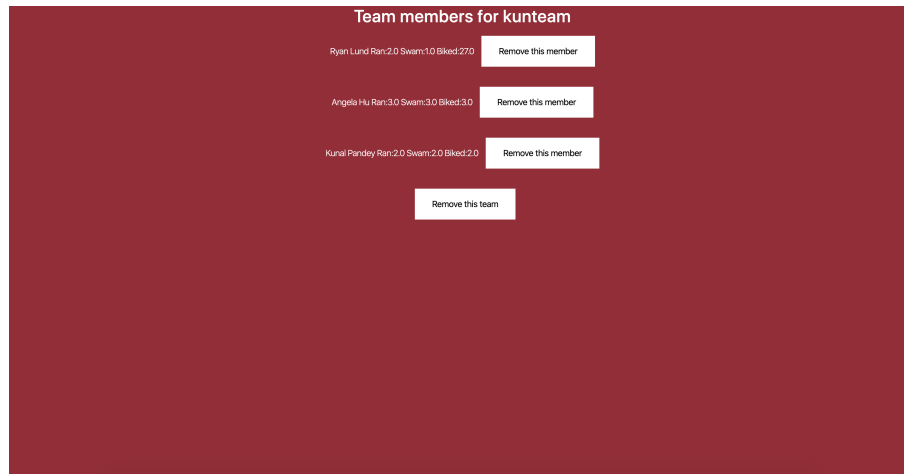 Team members for kunteam
Ryan Lund Ran:2.0 Swam:1.0 Biked:27.0 Remove this member
Angela Hu Ran:3.0 Swam:3.0 Biked:3.0 Remove this member
Kunal Pandey Ran:2.0 Swam:2.0 Biked:2.0 Remove this member
Remove this team